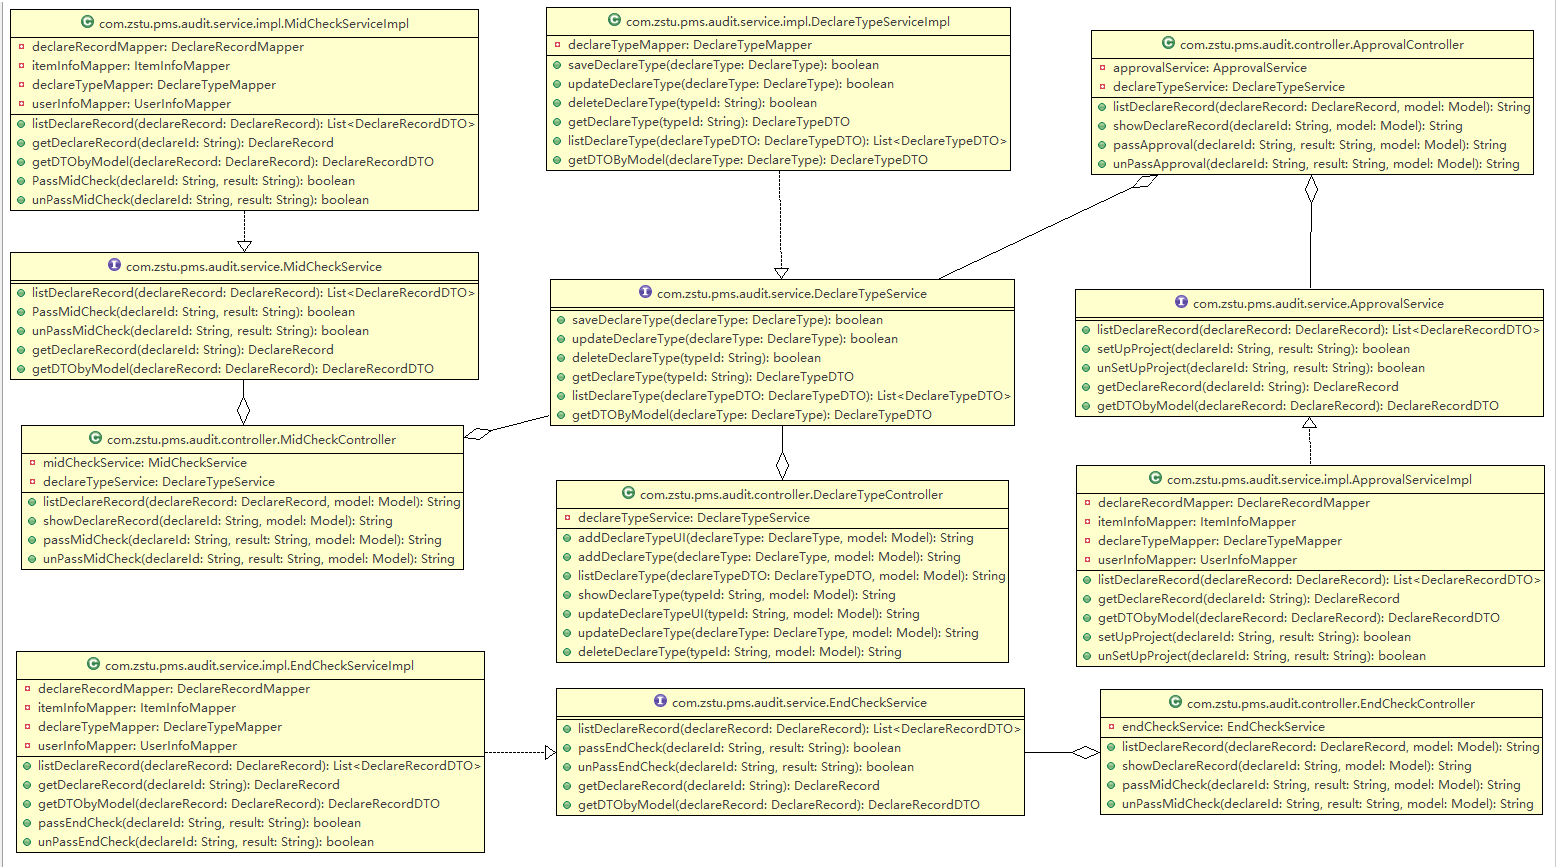 com.zstu.pms.audit.service.impl.MidCheckServiceImpl
declareRecordMapper: DeclareRecordMapper
itemInfoMapper: ItemInfoMapper
declareTypeMapper: DeclareTypeMapper
userInfoMapper: UserInfoMapper
listDeclareRecord(declareRecord: DeclareRecord): List<DeclareRecordDTO>
getDeclareRecord(declareId: String): DeclareRecord
getDTObyModel(declareRecord: DeclareRecord): DeclareRecordDTO
PassMidCheck(declareId: String, result: String): boolean
unPassMidCheck(declareId: String, result: String): boolean
com.zstu.pms.audit.service.impl.DeclareTypeServiceImpl
declareTypeMapper: DeclareTypeMapper
saveDeclareType(declareType: DeclareType): boolean
updateDeclareType(declareType: DeclareType): boolean
deleteDeclareType(typeId: String): boolean
getDeclareType(typeId: String): DeclareTypeDTO
listDeclareType(declareTypeDTO: DeclareTypeDTO): List<DeclareTypeDTO>
getDTOByModel(declareType: DeclareType): DeclareTypeDTO
com.zstu.pms.audit.controller.ApprovalController
approvalService: ApprovalService
declareTypeService: DeclareTypeService
listDeclareRecord(declareRecord: DeclareRecord, model: Model): String
showDeclareRecord(declareId: String, model: Model): String
passApproval(declareId: String, result: String, model: Model): String
unPassApproval(declareId: String, result: String, model: Model): String
com.zstu.pms.audit.service.MidCheckService
listDeclareRecord(declareRecord: DeclareRecord): List<DeclareRecordDTO>
PassMidCheck(declareId: String, result: String): boolean
unPassMidCheck(declareId: String, result: String): boolean
getDeclareRecord(declareId: String): DeclareRecord
getDTObyModel(declareRecord: DeclareRecord): DeclareRecordDTO
com.zstu.pms.audit.service.DeclareTypeService
saveDeclareType(declareType: DeclareType): boolean
updateDeclareType(declareType: DeclareType): boolean
deleteDeclareType(typeId: String): boolean
getDeclareType(typeId: String): DeclareTypeDTO
listDeclareType(declareTypeDTO: DeclareTypeDTO): List<DeclareTypeDTO>
getDTOByModel(declareType: DeclareType): DeclareTypeDTO
com.zstu.pms.audit.service.ApprovalService
listDeclareRecord(declareRecord: DeclareRecord): List<DeclareRecordDTO>
setUpProject(declareId: String, result: String): boolean
unSetUpProject(declareId: String, result: String): boolean
getDeclareRecord(declareId: String): DeclareRecord
getDTObyModel(declareRecord: DeclareRecord): DeclareRecordDTO
com.zstu.pms.audit.controller.MidCheckController
midCheckService: MidCheckService
declareTypeService: DeclareTypeService
listDeclareRecord(declareRecord: DeclareRecord, model: Model): String
showDeclareRecord(declareId: String, model: Model): String
passMidCheck(declareId: String, result: String, model: Model): String
unPassMidCheck(declareId: String, result: String, model: Model): String
com.zstu.pms.audit.controller.DeclareTypeController
declareTypeService: DeclareTypeService
addDeclareTypeUI(declareType: DeclareType, model: Model): String
addDeclareType(declareType: DeclareType, model: Model): String
listDeclareType(declareTypeDTO: DeclareTypeDTO, model: Model): String
showDeclareType(typeId: String, model: Model): String
updateDeclareTypeUI(typeId: String, model: Model): String
updateDeclareType(declareType: DeclareType, model: Model): String
deleteDeclareType(typeId: String, model: Model): String
com.zstu.pms.audit.service.impl.ApprovalServiceImpl
declareRecordMapper: DeclareRecordMapper
itemInfoMapper: ItemInfoMapper
declareTypeMapper: DeclareTypeMapper
userInfoMapper: UserInfoMapper
listDeclareRecord(declareRecord: DeclareRecord): List<DeclareRecordDTO>
getDeclareRecord(declareId: String): DeclareRecord
getDTObyModel(declareRecord: DeclareRecord): DeclareRecordDTO
setUpProject(declareId: String, result: String): boolean
unSetUpProject(declareId: String, result: String): boolean
com.zstu.pms.audit.service.impl.EndCheckServiceImpl
declareRecordMapper: DeclareRecordMapper
itemInfoMapper: ItemInfoMapper
declareTypeMapper: DeclareTypeMapper
userInfoMapper: UserInfoMapper
listDeclareRecord(declareRecord: DeclareRecord): List<DeclareRecordDTO>
getDeclareRecord(declareId: String): DeclareRecord
getDTObyModel(declareRecord: DeclareRecord): DeclareRecordDTO
passEndCheck(declareId: String, result: String): boolean
unPassEndCheck(declareId: String, result: String): boolean
com.zstu.pms.audit.service.EndCheckService
listDeclareRecord(declareRecord: DeclareRecord): List<DeclareRecordDTO>
passEndCheck(declareId: String, result: String): boolean
unPassEndCheck(declareId: String, result: String): boolean
getDeclareRecord(declareId: String): DeclareRecord
getDTObyModel(declareRecord: DeclareRecord): DeclareRecordDTO
com.zstu.pms.audit.controller.EndCheckController
endCheckService: EndCheckService
listDeclareRecord(declareRecord: DeclareRecord, model: Model): String
showDeclareRecord(declareId: String, model: Model): String
passMidCheck(declareId: String, result: String, model: Model): String
unPassMidCheck(declareId: String, result: String, model: Model): String